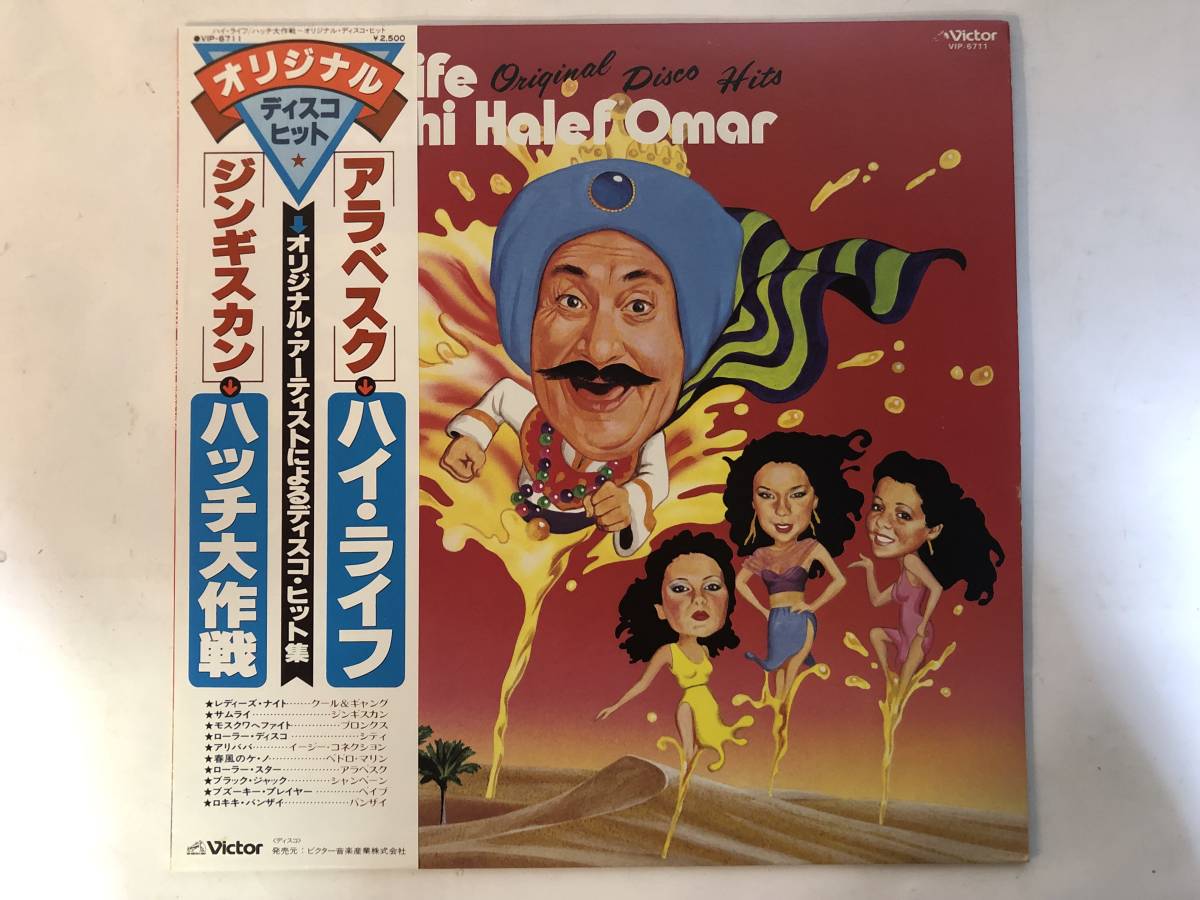 ハイ・ライフ/ハッチ大作戦〜オリジナル・ディスコ・ヒット
●VIP-6711 ¥2,500
オリジナル
ディスコ
ヒット
[アラベスク]
ハイ・ライフ
オリジナル・アーティストによるディスコ・ヒット集
[ジンギスカン]
ハッチ大作戦
★レディーズ・ナイト……クール&ギャング
★サムライ…………………ジンギスカン
★モスクワへファイト…………ブロンクス
★ローラー・ディスコ………………シティ
★アリババ………イージー・コネクション
★春風のケ・ノ…………ペドロ・マリン
★ローラー・スター…………アラベスク
★ブラック・ジャック………シャンペーン
★ブズーキー・プレイヤー…………ベイブ
★ロキキ・バンザイ………………バンザイ
Victor
〈ディスコ〉
発売元：ビクター音楽産業株式会社
Victor
VIP-6711
ife Original Disco Hits
hi Halef Omar